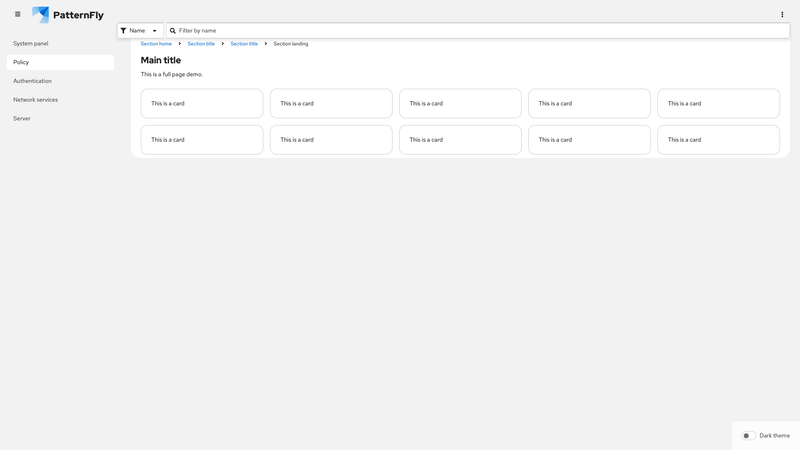 PatternFly
Name
Filter by name
System panel
Policy
Authentication
Network services
Server
Section home
Section title
Section title
Section landing
Main title
This is a full page demo.
This is a card
This is a card
This is a card
This is a card
This is a card
This is a card
This is a card
This is a card
This is a card
This is a card
Dark theme